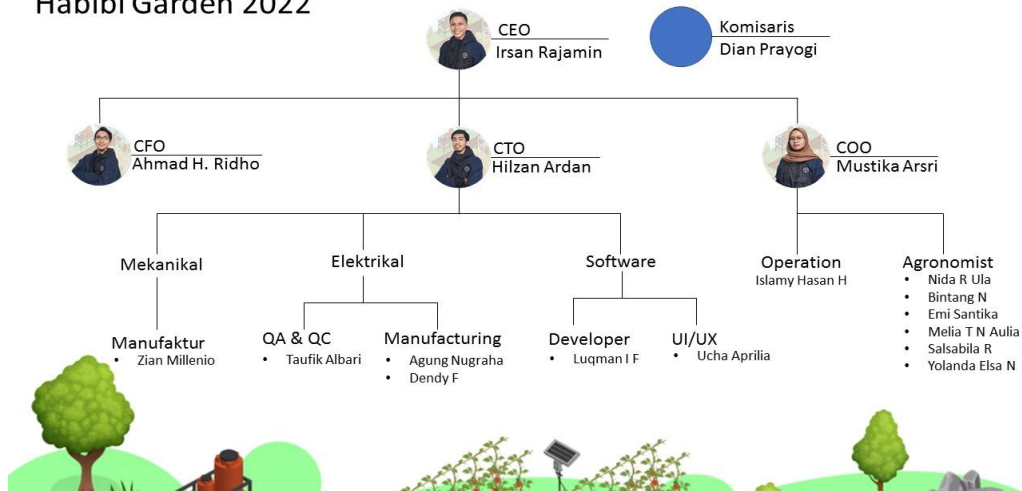 Habibi Garden 2022
CEO
Irsan Rajamin
Komisaris
Dian Prayogi
CFO
Ahmad H. Ridho
CTO
Hilzan Ardan
COO
Mustika Arsri
Mekanikal
Elektrikal
Software
Operation
Islamy Hasan H
Agronomist
• Nida R Ula
• Bintang N
• Emi Santika
• Melia T N Aulia
• Salsabila R
• Yolanda Elsa N
Manufaktur
• Zian Millenio
QA & QC
• Taufik Albari
Manufacturing
• Agung Nugraha
• Dendy F
Developer
• Luqman I F
UI/UX
• Ucha Aprilia